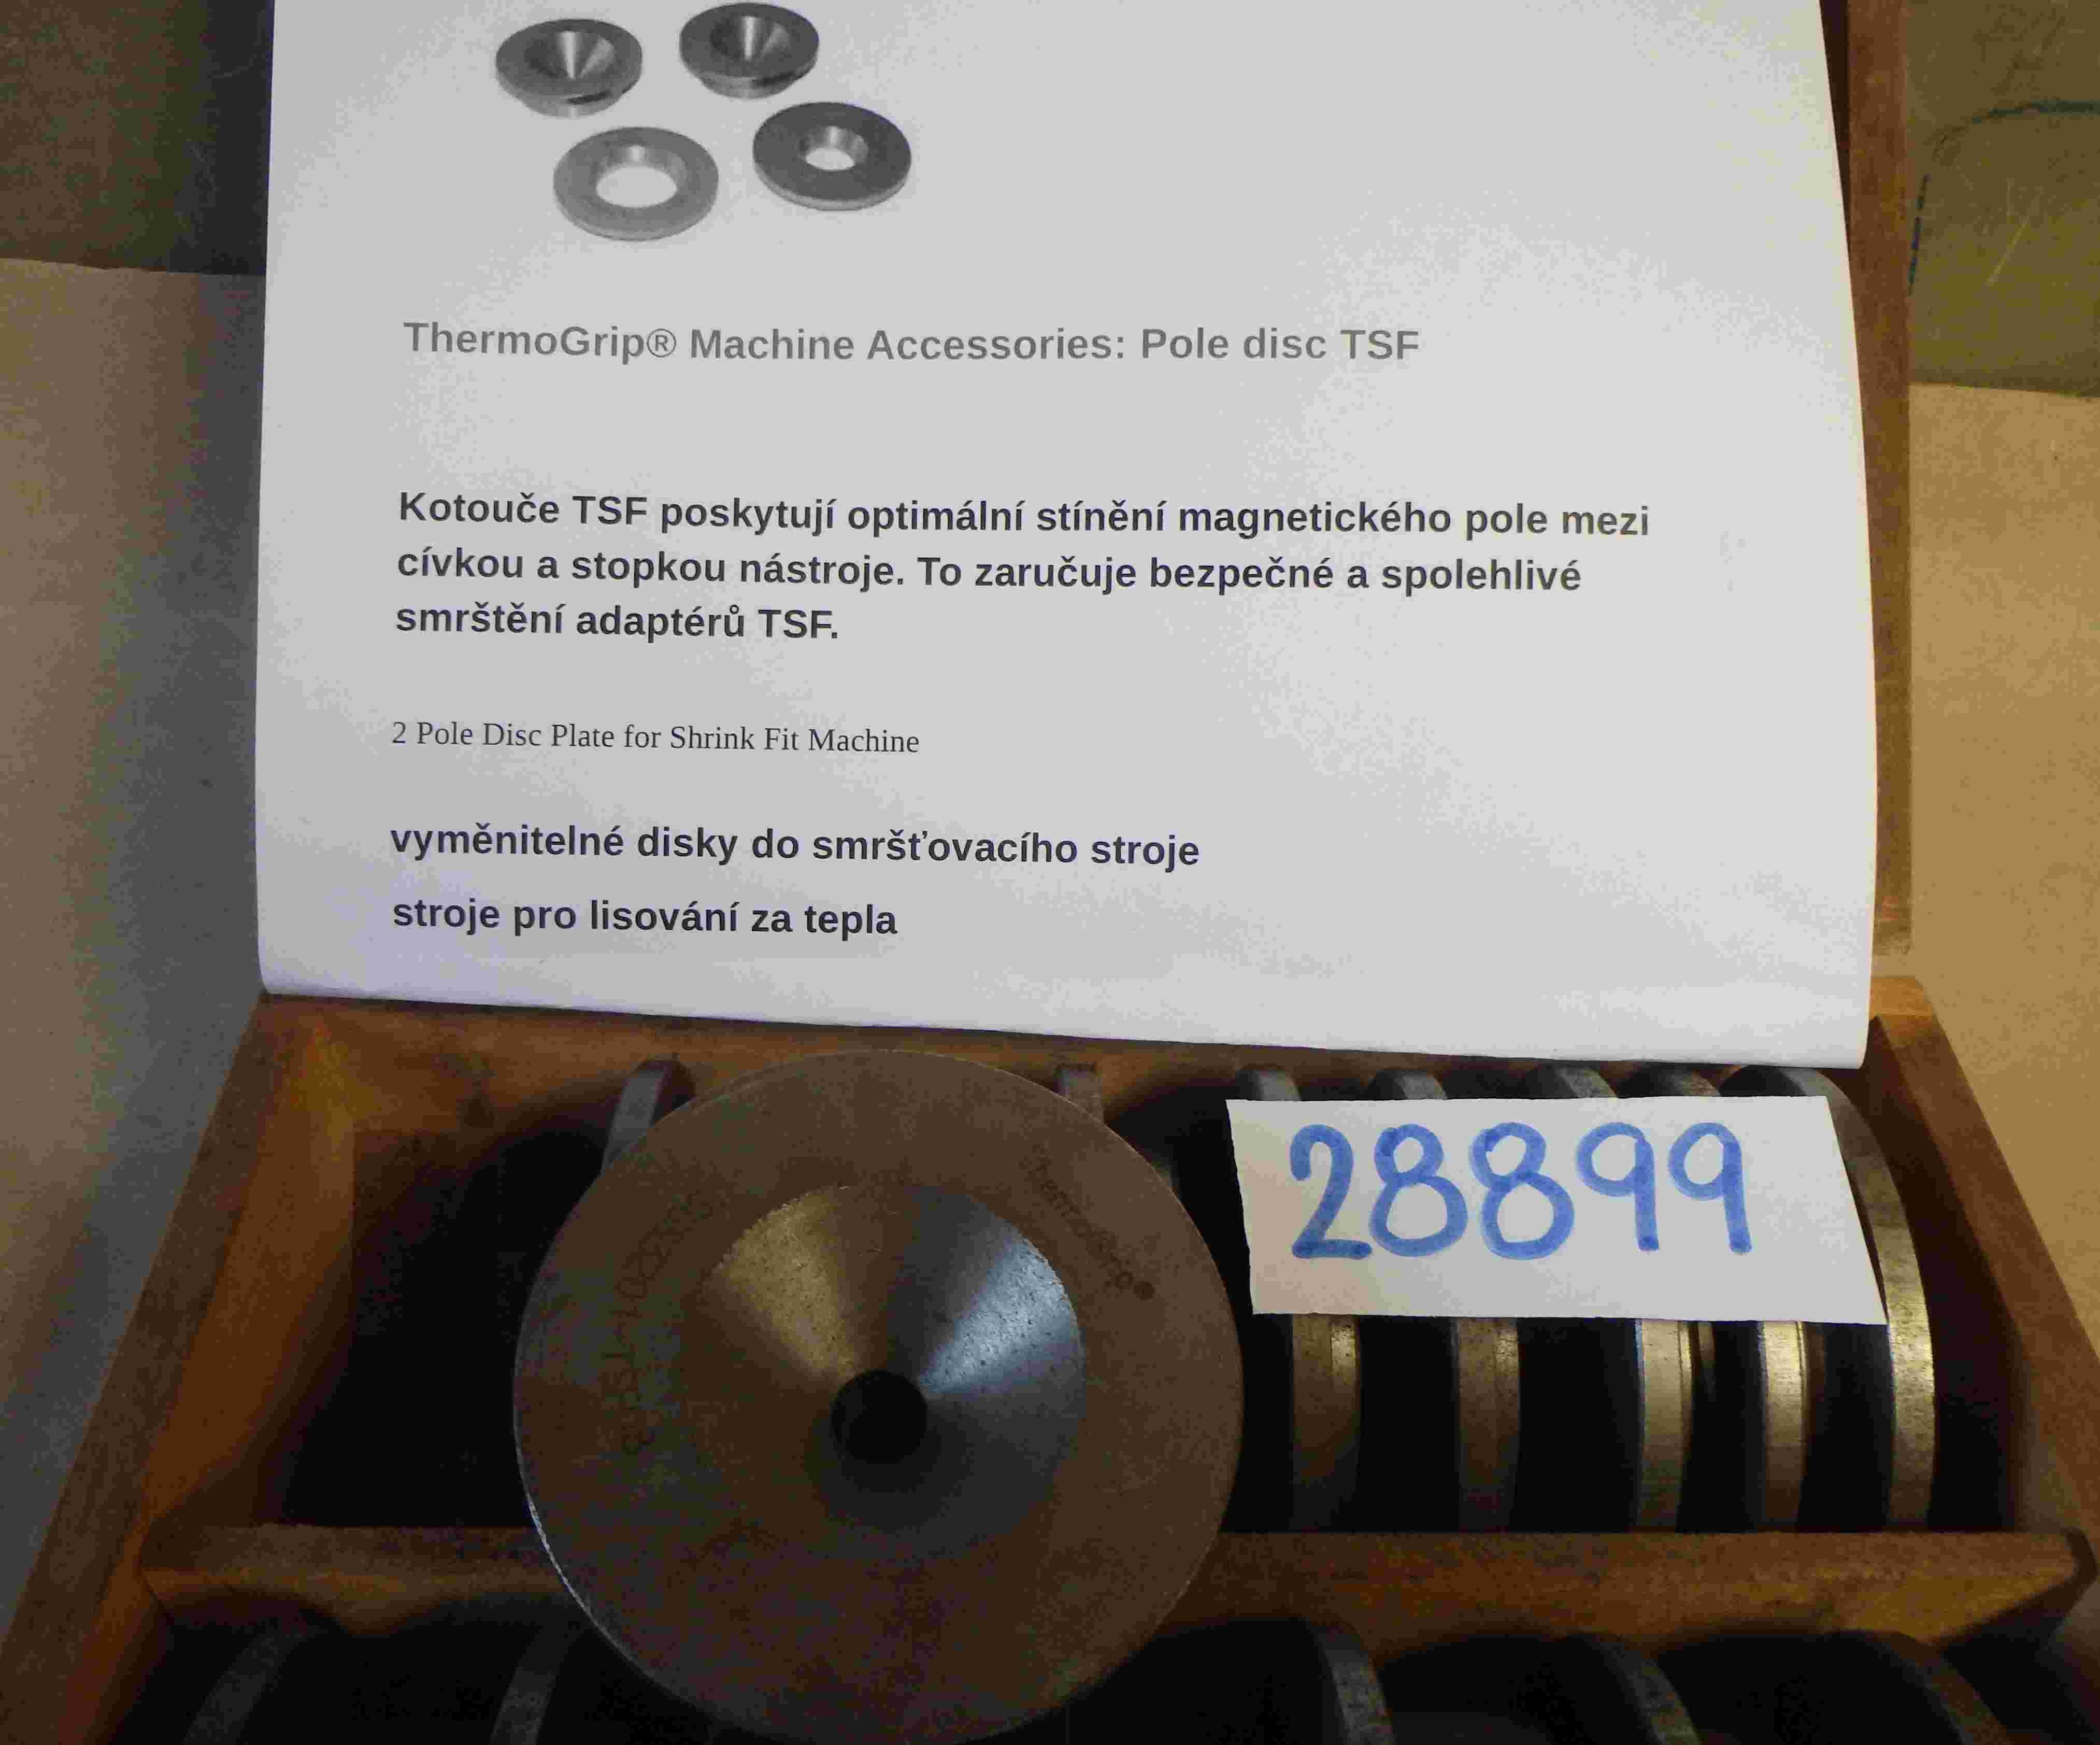 ThermoGrip® Machine Accessories: Pole disc TSF
Kotouče TSF poskytují optimální stínění magnetického pole mezi
cívkou a stopkou nástroje. To zaručuje bezpečné a spolehlivé
smrštění adaptérů TSF.
2 Pole Disc Plate for Shrink Fit Machine
vyměnitelné disky do smršťovacího stroje
stroje pro lisování za tepla
28899
ThermoGrip®